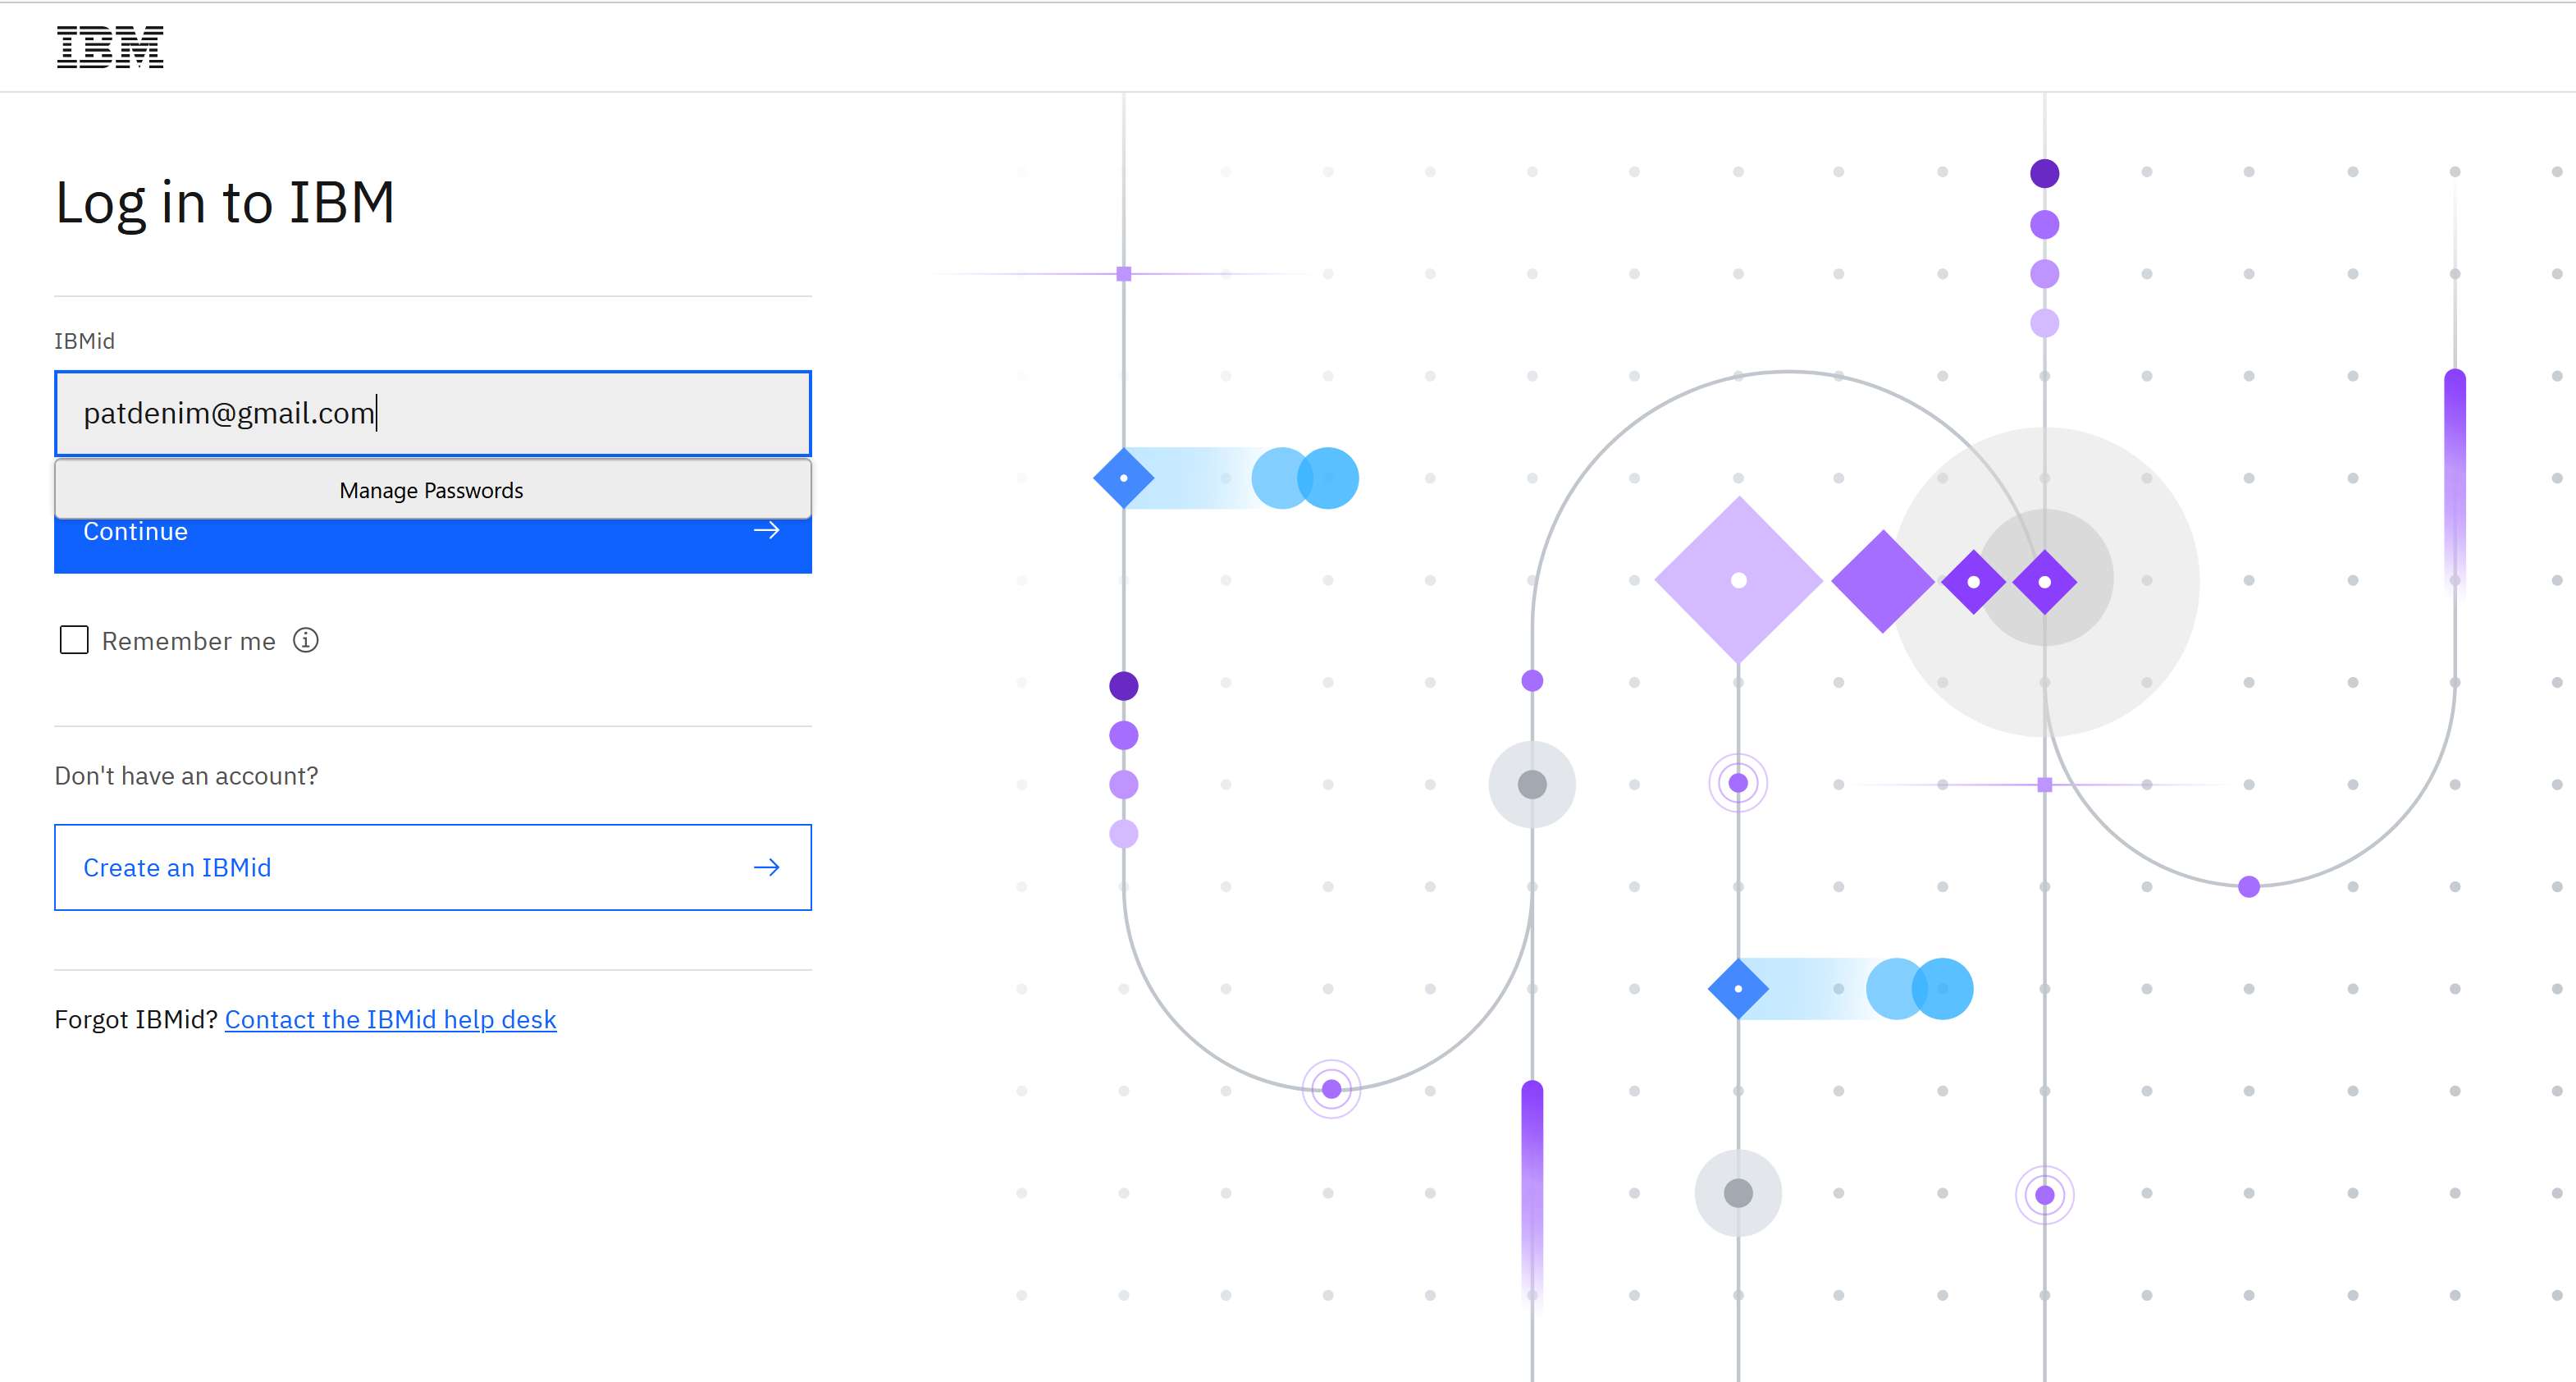 IBM
Log in to IBM
IBMid
patdenim@gmail.com
Manage Passwords
Continue
Remember me
Don't have an account?
Create an IBMid
Forgot IBMid? Contact the IBMid help desk